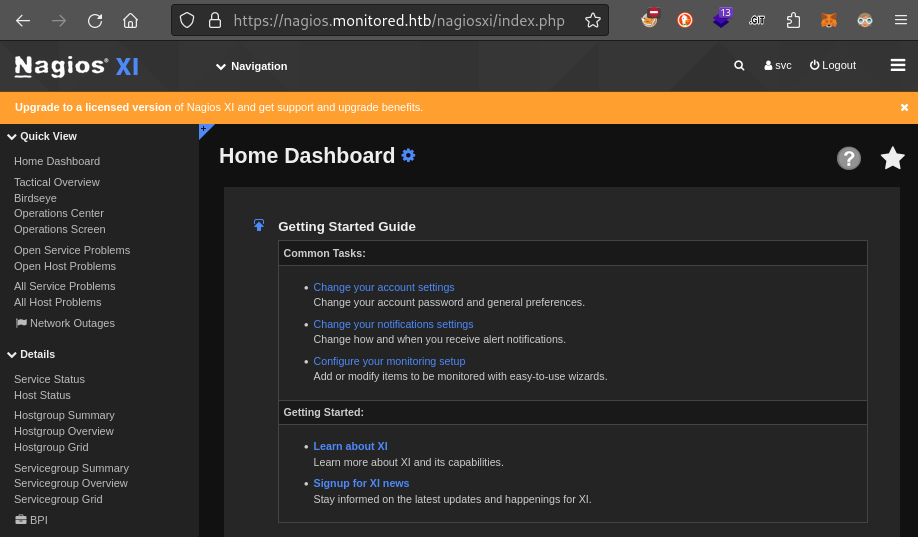 https://nagios.monitored.htb/nagiosxi/index.php
13
.GIT
Nagios® XI
Navigation
svc
Logout
Upgrade to a licensed version of Nagios XI and get support and upgrade benefits.
Quick View
Home Dashboard
Tactical Overview
Birdseye
Operations Center
Operations Screen
Open Service Problems
Open Host Problems
All Service Problems
All Host Problems
Network Outages
Details
Service Status
Host Status
Hostgroup Summary
Hostgroup Overview
Hostgroup Grid
Servicegroup Summary
Servicegroup Overview
Servicegroup Grid
BPI
Home Dashboard
Getting Started Guide
Common Tasks:
• Change your account settings
Change your account password and general preferences.
• Change your notifications settings
Change how and when you receive alert notifications.
• Configure your monitoring setup
Add or modify items to be monitored with easy-to-use wizards.
Getting Started:
• Learn about XI
Learn more about XI and its capabilities.
• Signup for XI news
Stay informed on the latest updates and happenings for XI.